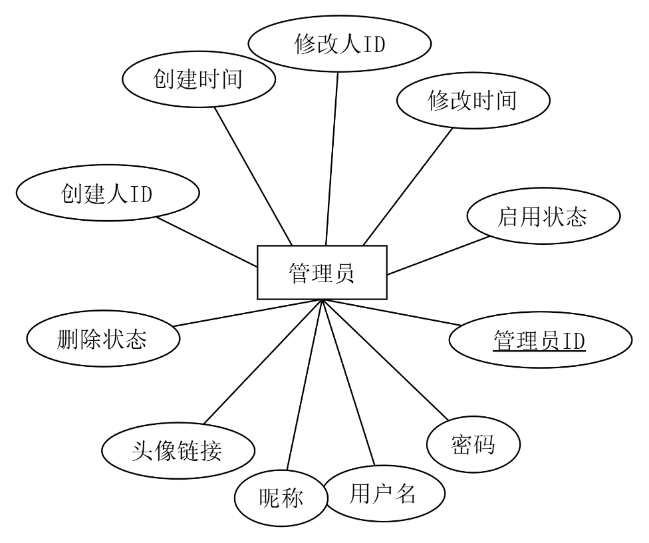 修改人ID
创建时间
修改时间
创建人ID
启用状态
管理员
删除状态
管理员ID
头像链接
密码
昵称
用户名